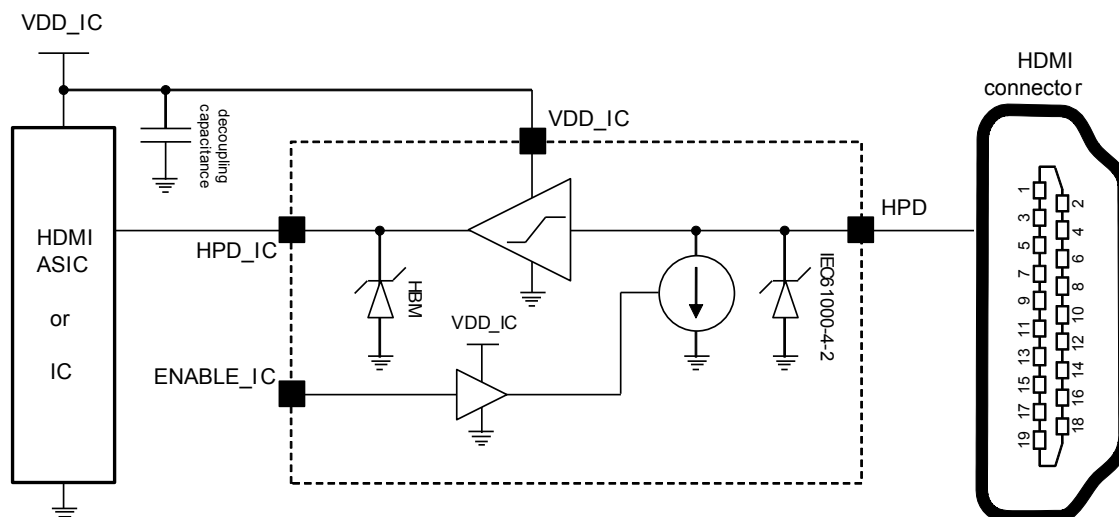 VDD_IC
HDMI
connector
decoupling
capacitance
VDD_IC
HPD
HPD_IC
HDMI
ASIC
or
IC
HBM
IEC61000-4-2
VDD_IC
ENABLE_IC
1
2
3
4
5
6
7
8
9
10
11
12
13
14
15
16
17
18
19